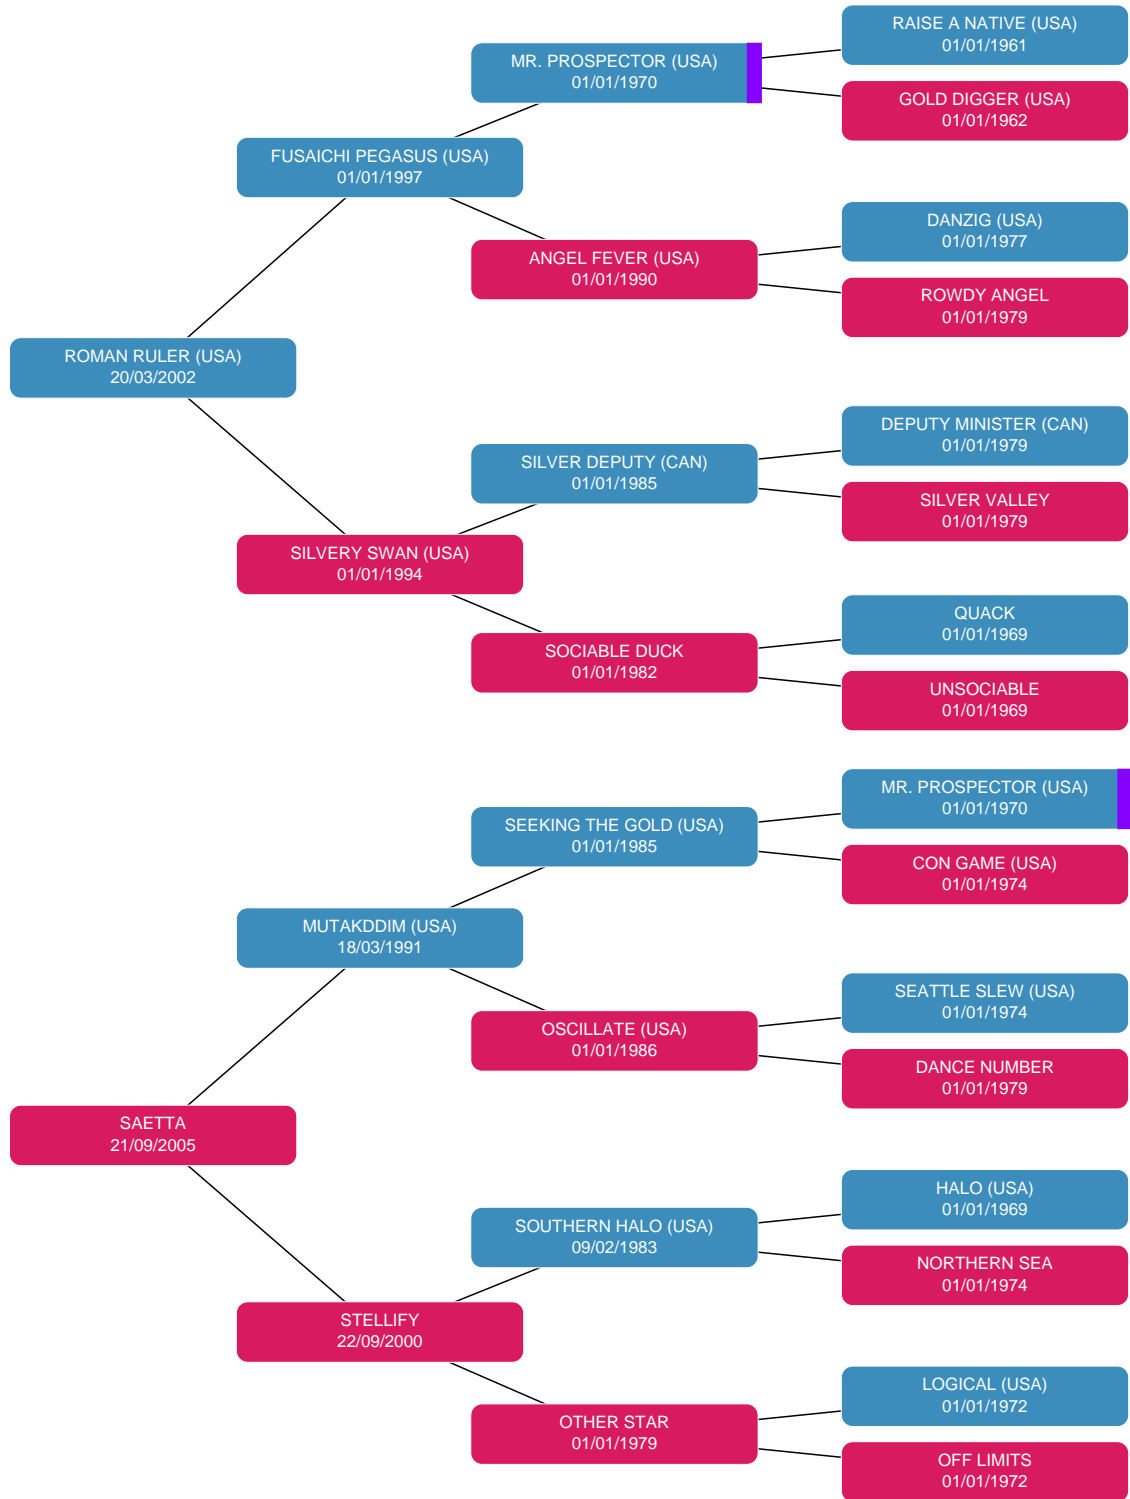 RAISE A NATIVE (USA)
01/01/1961
MR. PROSPECTOR (USA)
01/01/1970
GOLD DIGGER (USA)
01/01/1962
FUSAICHI PEGASUS (USA)
01/01/1997
DANZIG (USA)
01/01/1977
ANGEL FEVER (USA)
01/01/1990
ROWDY ANGEL
01/01/1979
ROMAN RULER (USA)
20/03/2002
DEPUTY MINISTER (CAN)
01/01/1979
SILVER DEPUTY (CAN)
01/01/1985
SILVER VALLEY
01/01/1979
SILVERY SWAN (USA)
01/01/1994
QUACK
01/01/1969
SOCIABLE DUCK
01/01/1982
UNSOCIABLE
01/01/1969
MR. PROSPECTOR (USA)
01/01/1970
SEEKING THE GOLD (USA)
01/01/1985
CON GAME (USA)
01/01/1974
MUTAKDDIM (USA)
18/03/1991
SEATTLE SLEW (USA)
01/01/1974
OSCILLATE (USA)
01/01/1986
DANCE NUMBER
01/01/1979
SAETTA
21/09/2005
HALO (USA)
01/01/1969
SOUTHERN HALO (USA)
09/02/1983
NORTHERN SEA
01/01/1974
STELLIFY
22/09/2000
LOGICAL (USA)
01/01/1972
OTHER STAR
01/01/1979
OFF LIMITS
01/01/1972